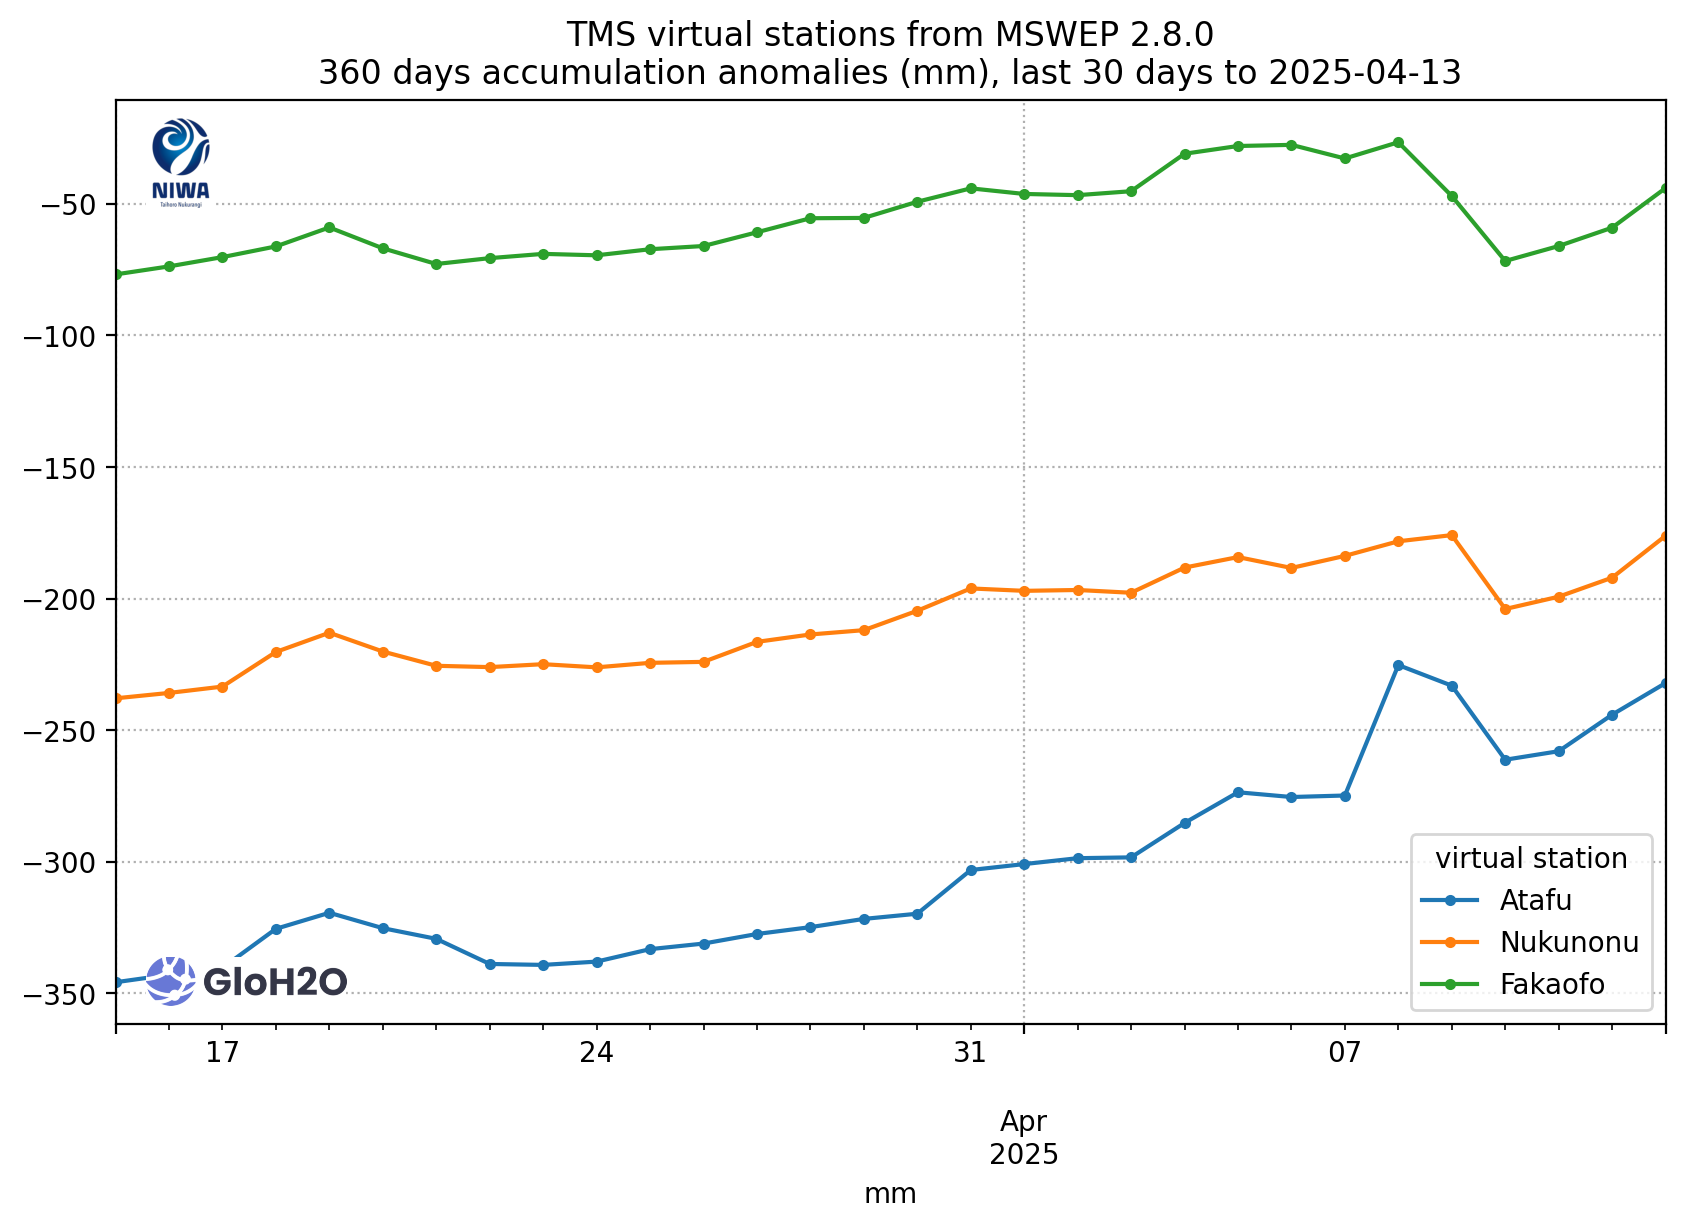 TMS virtual stations from MSWEP 2.8.0
360 days accumulation anomalies (mm), last 30 days to 2025-04-13
NIWA
Taihoro Nukurangi
−50
−100
−150
−200
−250
−300
−350
virtual station
Atafu
Nukunonu
Fakaofo
GloH2O
17
24
31
07
Apr
2025
mm